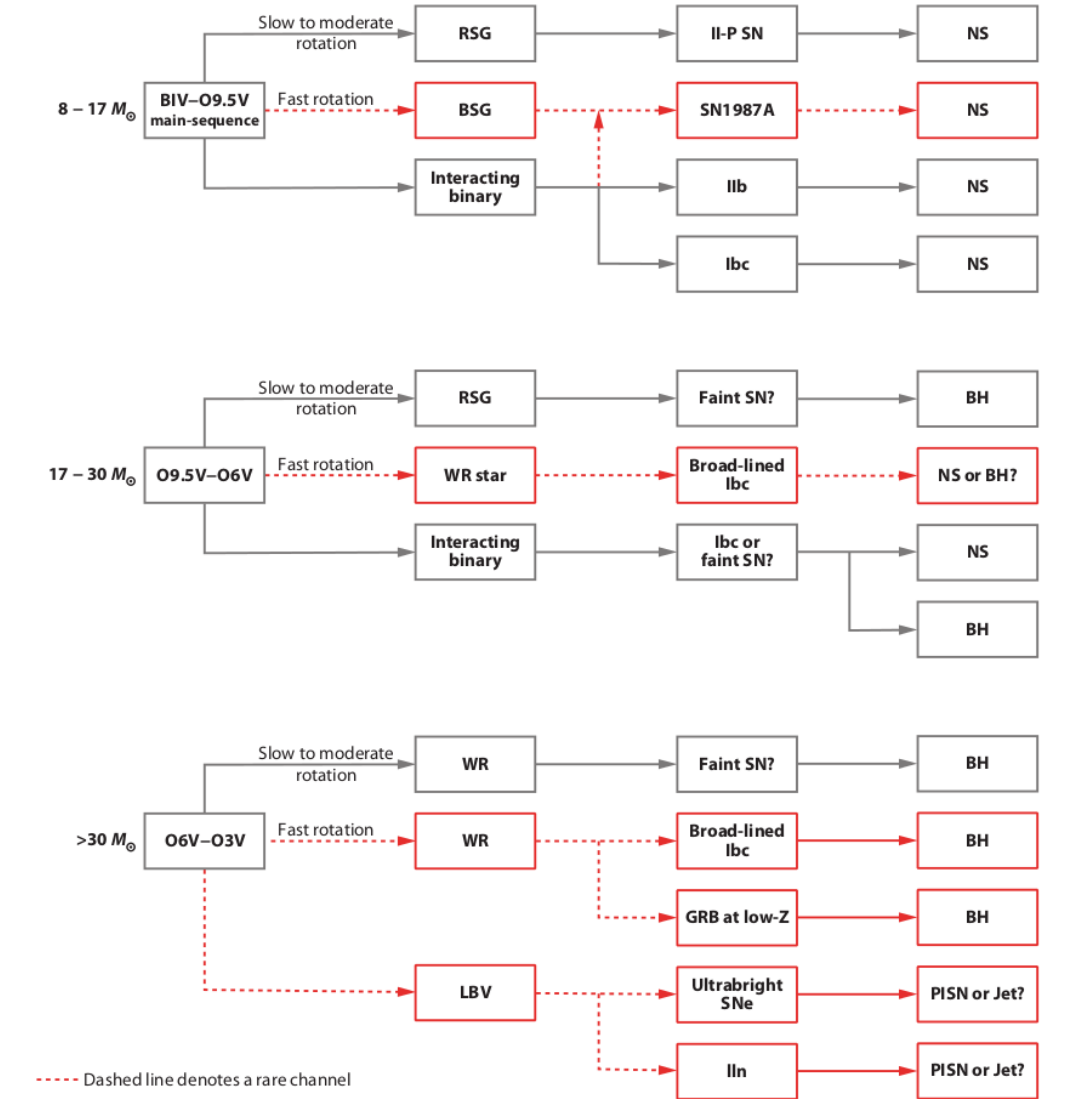 Slow to moderate
rotation
RSG
II-P SN
NS
8 – 17 M⊙
BIV–O9.5V
main-sequence
Fast rotation
BSG
SN1987A
NS
Interacting
binary
IIb
NS
Ibc
NS
Slow to moderate
rotation
RSG
Faint SN?
BH
17 – 30 M⊙
O9.5V–O6V
Fast rotation
WR star
Broad-lined
Ibc
NS or BH?
Interacting
binary
Ibc or
faint SN?
NS
BH
Slow to moderate
rotation
WR
Faint SN?
BH
>30 M⊙
O6V–O3V
Fast rotation
WR
Broad-lined
Ibc
BH
GRB at low-Z
BH
LBV
Ultrabright
SNe
PISN or Jet?
IIn
PISN or Jet?
Dashed line denotes a rare channel